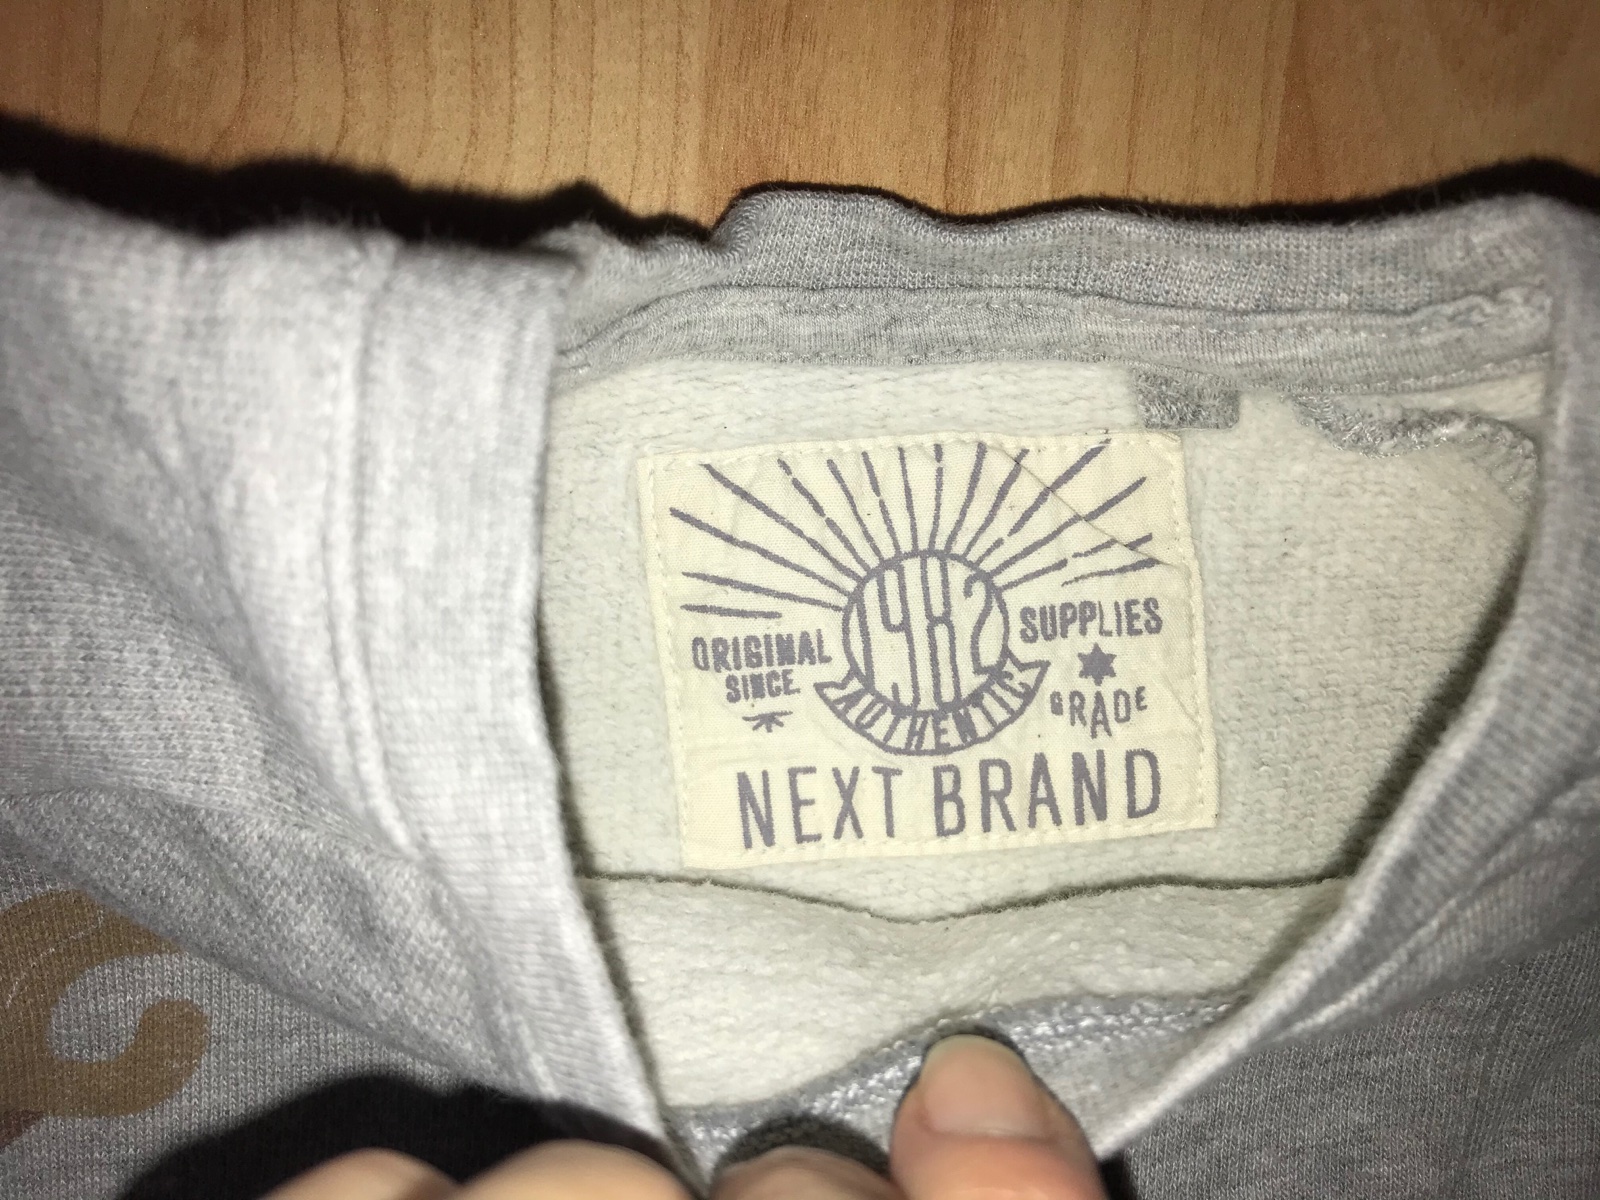 1982
ORIGINAL
SINCE
SUPPLIES
GRADE
AUTHENTIC
NEXT BRAND